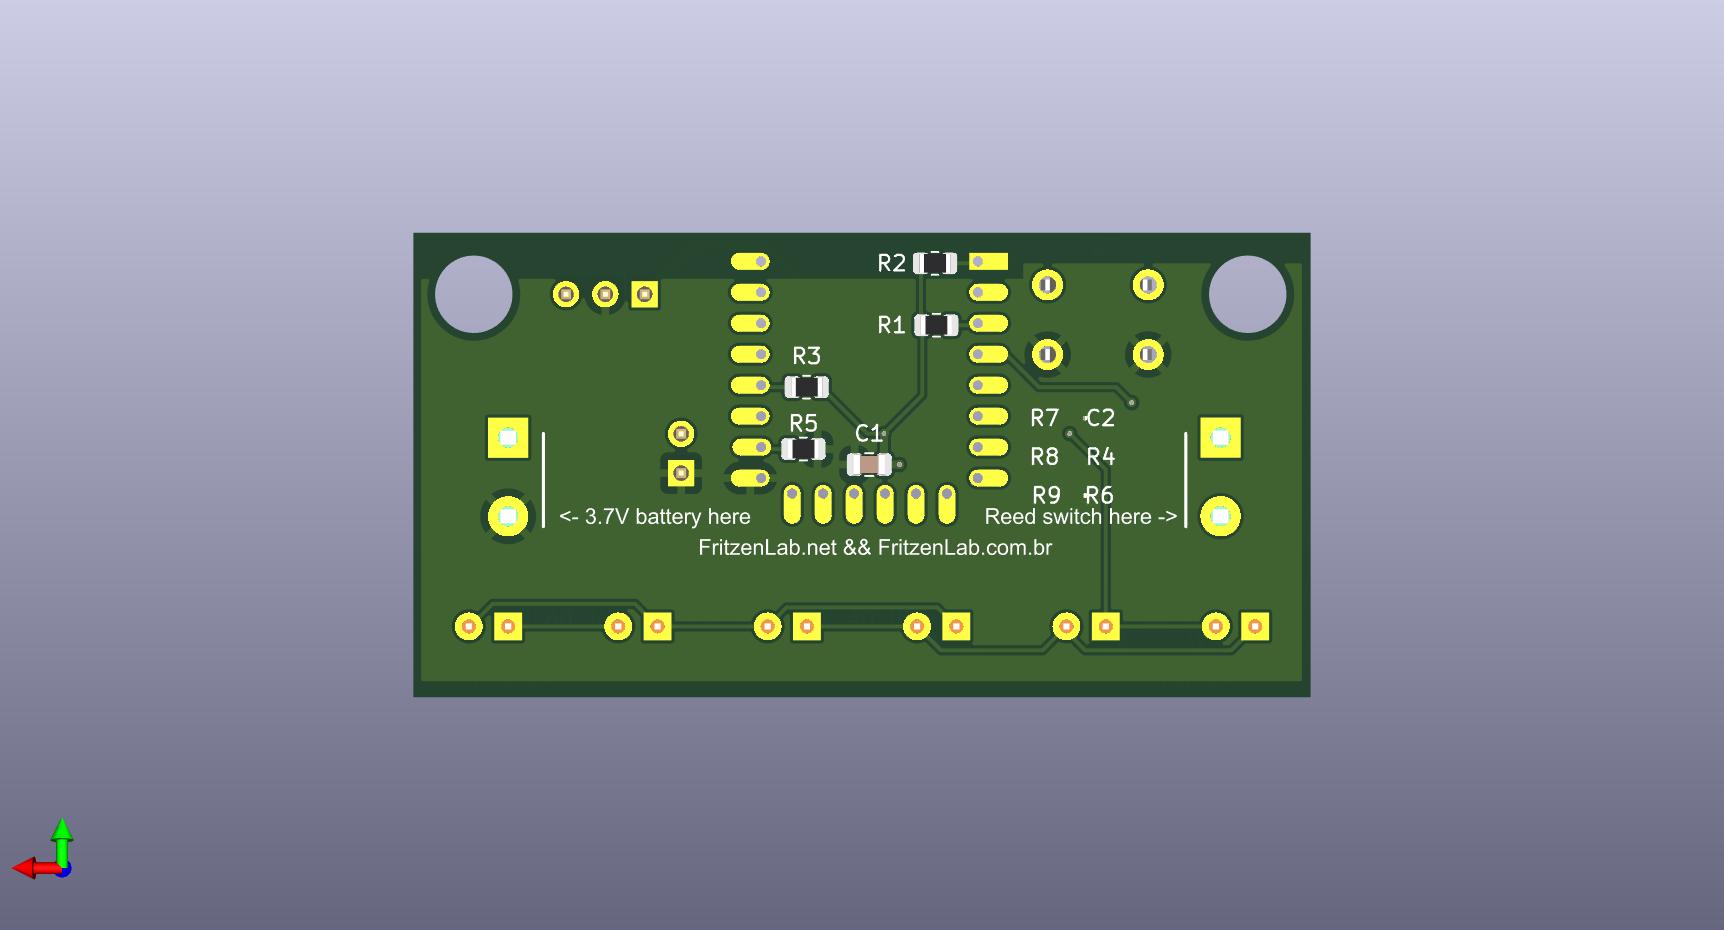 R2
R1
R3
R7 C2
R5
C1
R8 R4
R9 R6
<- 3.7V battery here
Reed switch here ->
FritzenLab.net && FritzenLab.com.br